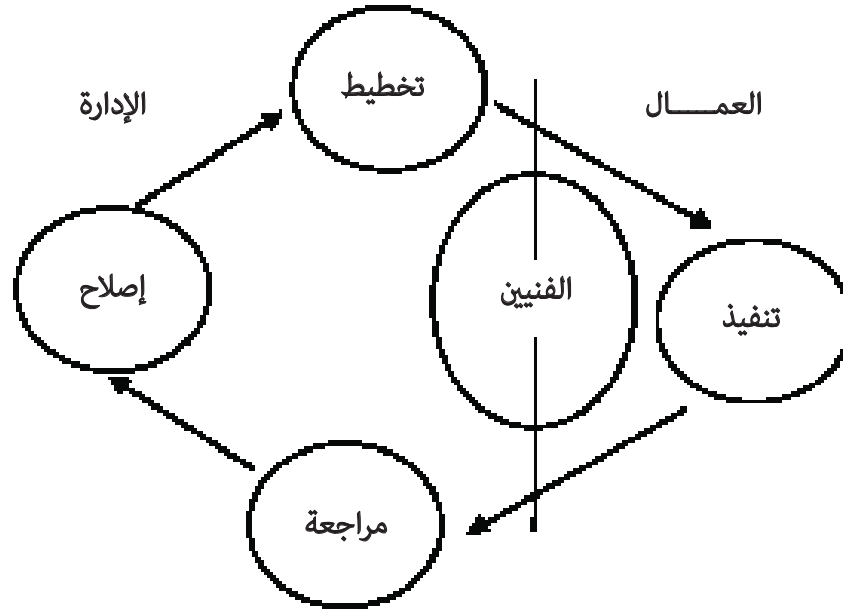 تخطيط
العمـــــال
الإدارة
الفنيين
إصلاح
تنفيذ
مراجعة